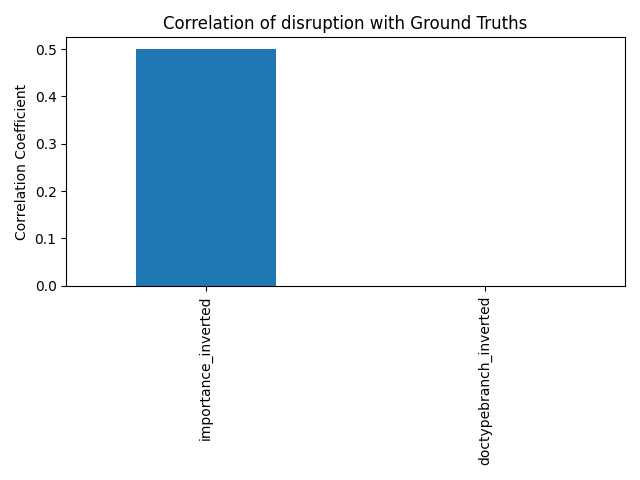 Correlation of disruption with Ground Truths
Correlation Coefficient
0.5
0.4
0.3
0.2
0.1
0.0
importance_inverted
doctypebranch_inverted